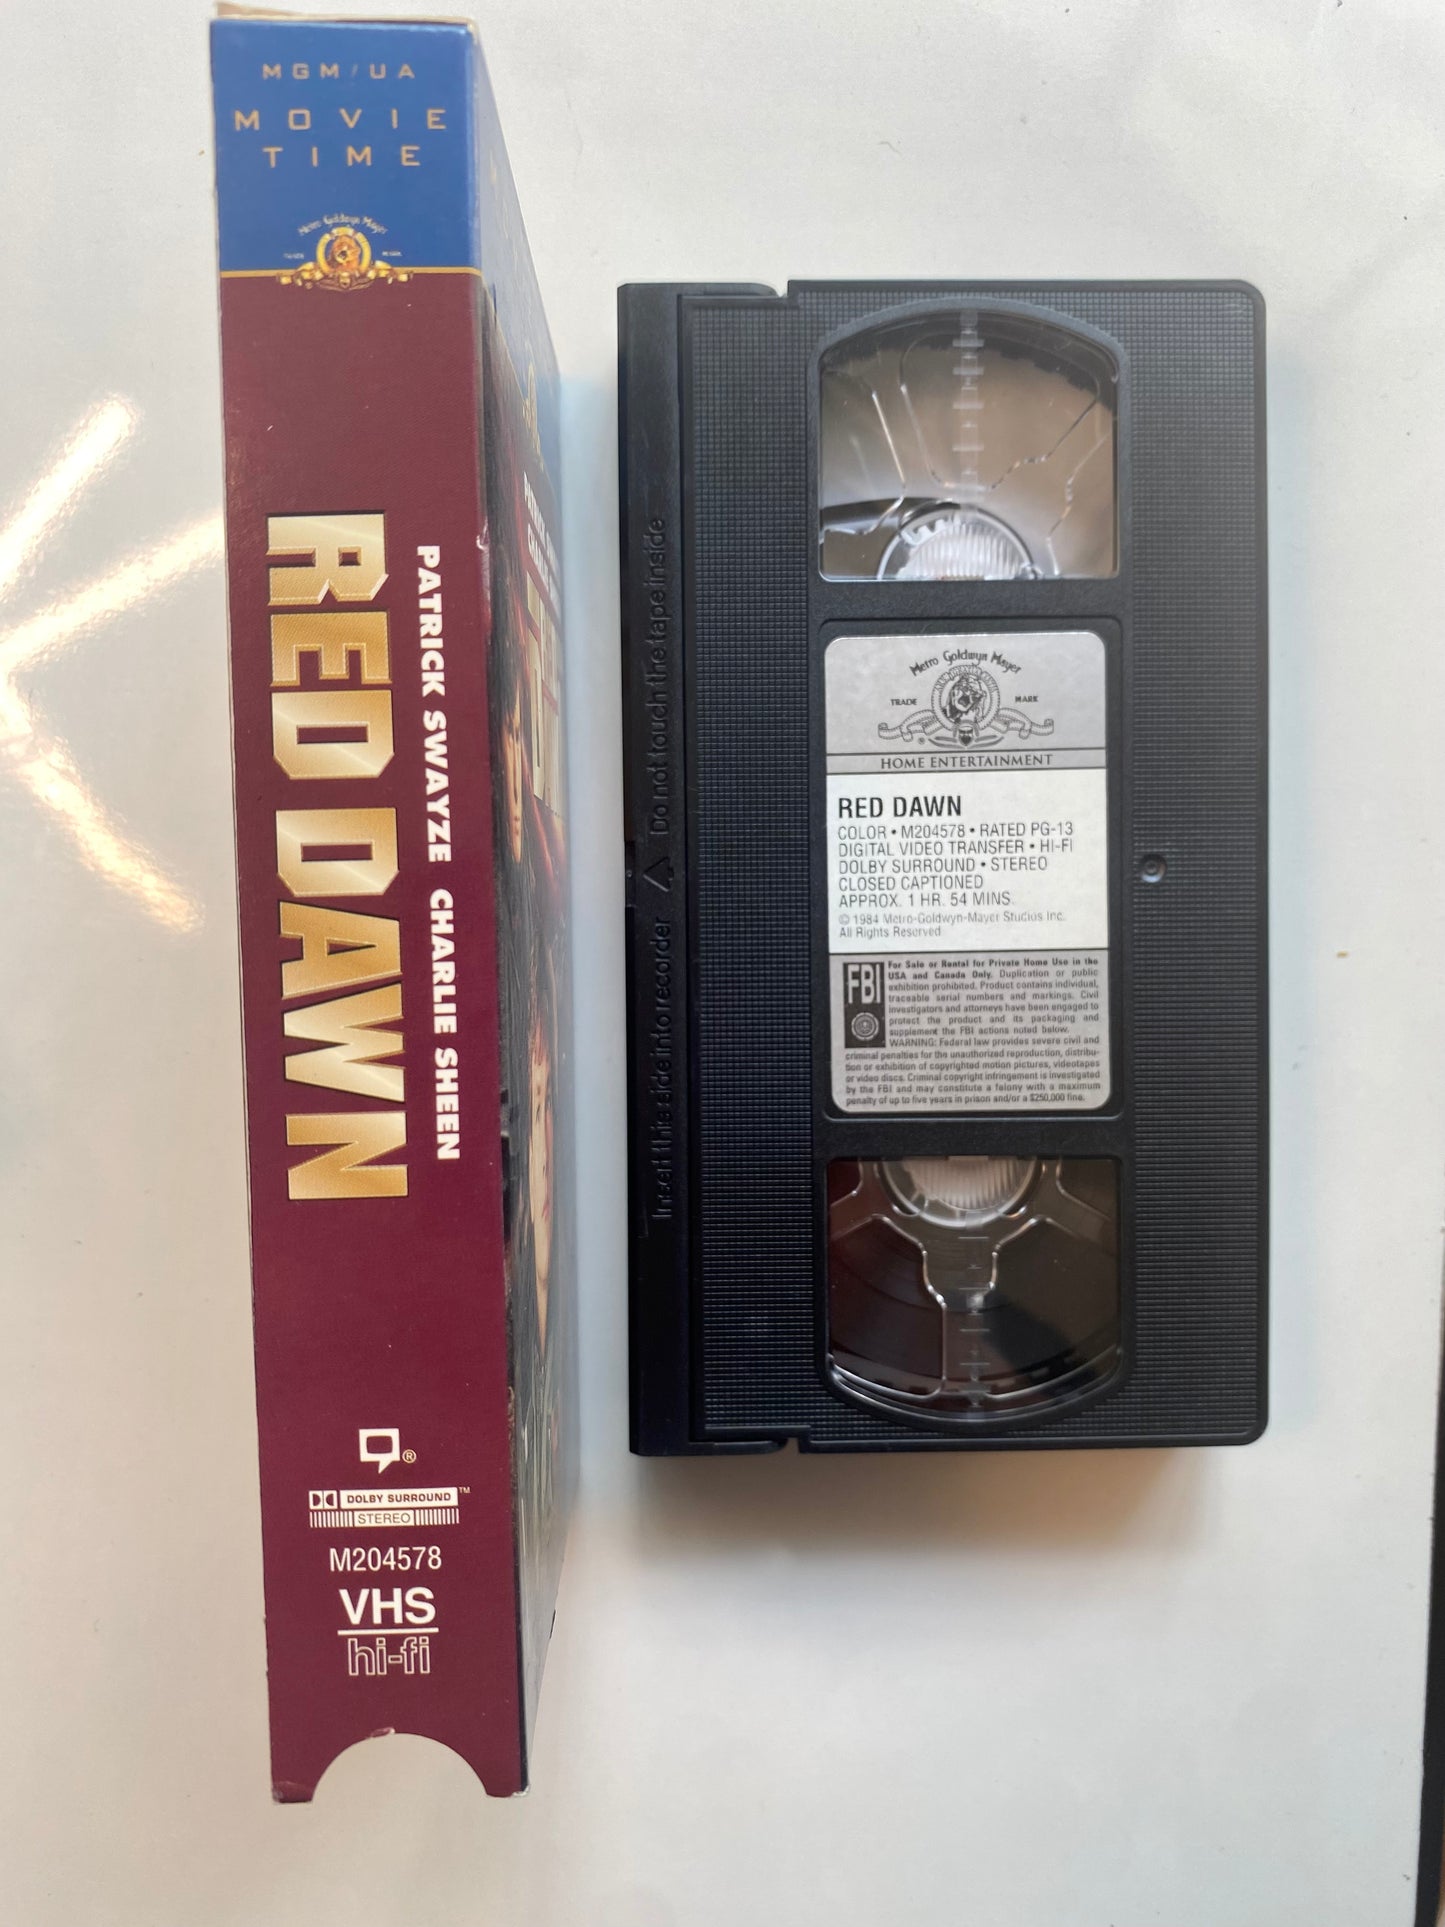 MGM/UA
MOVIE
TIME
Metro Goldwyn Mayer
RED DAWN
PATRICK SWAYZE CHARLIE SHEEN
®
DOLBY SURROUND™
STEREO
M204578
VHS
hi-fi
Insert this side into recorder
Do not touch the tape inside
Metro Goldwyn Mayer
TRADE MARK
®
HOME ENTERTAINMENT
RED DAWN
COLOR • M204578 • RATED PG-13
DIGITAL VIDEO TRANSFER • HI-FI
DOLBY SURROUND • STEREO
CLOSED CAPTIONED
APPROX. 1 HR. 54 MINS.
© 1984 Metro-Goldwyn-Mayer Studios Inc.
All Rights Reserved
FBI
For Sale or Rental for Private Home Use in the
USA and Canada Only. Duplication or public
exhibition prohibited. Product contains individual,
traceable serial numbers and markings. Civil
investigators and attorneys have been engaged to
protect the product and its packaging and
supplement the FBI actions noted below.
WARNING: Federal law provides severe civil and
criminal penalties for the unauthorized reproduction, distribu-
tion or exhibition of copyrighted motion pictures, videotapes
or video discs. Criminal copyright infringement is investigated
by the FBI and may constitute a felony with a maximum
penalty of up to five years in prison and/or a $250,000 fine.